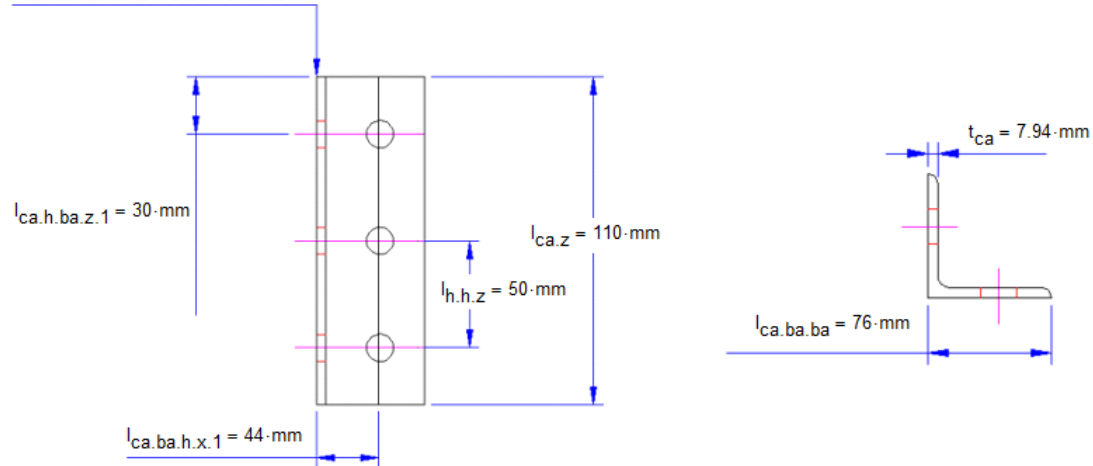 t_ca = 7.94·mm
l_ca.h.ba.z.1 = 30·mm
l_ca.z = 110·mm
l_h.h.z = 50·mm
l_ca.ba.ba = 76·mm
l_ca.ba.h.x.1 = 44·mm